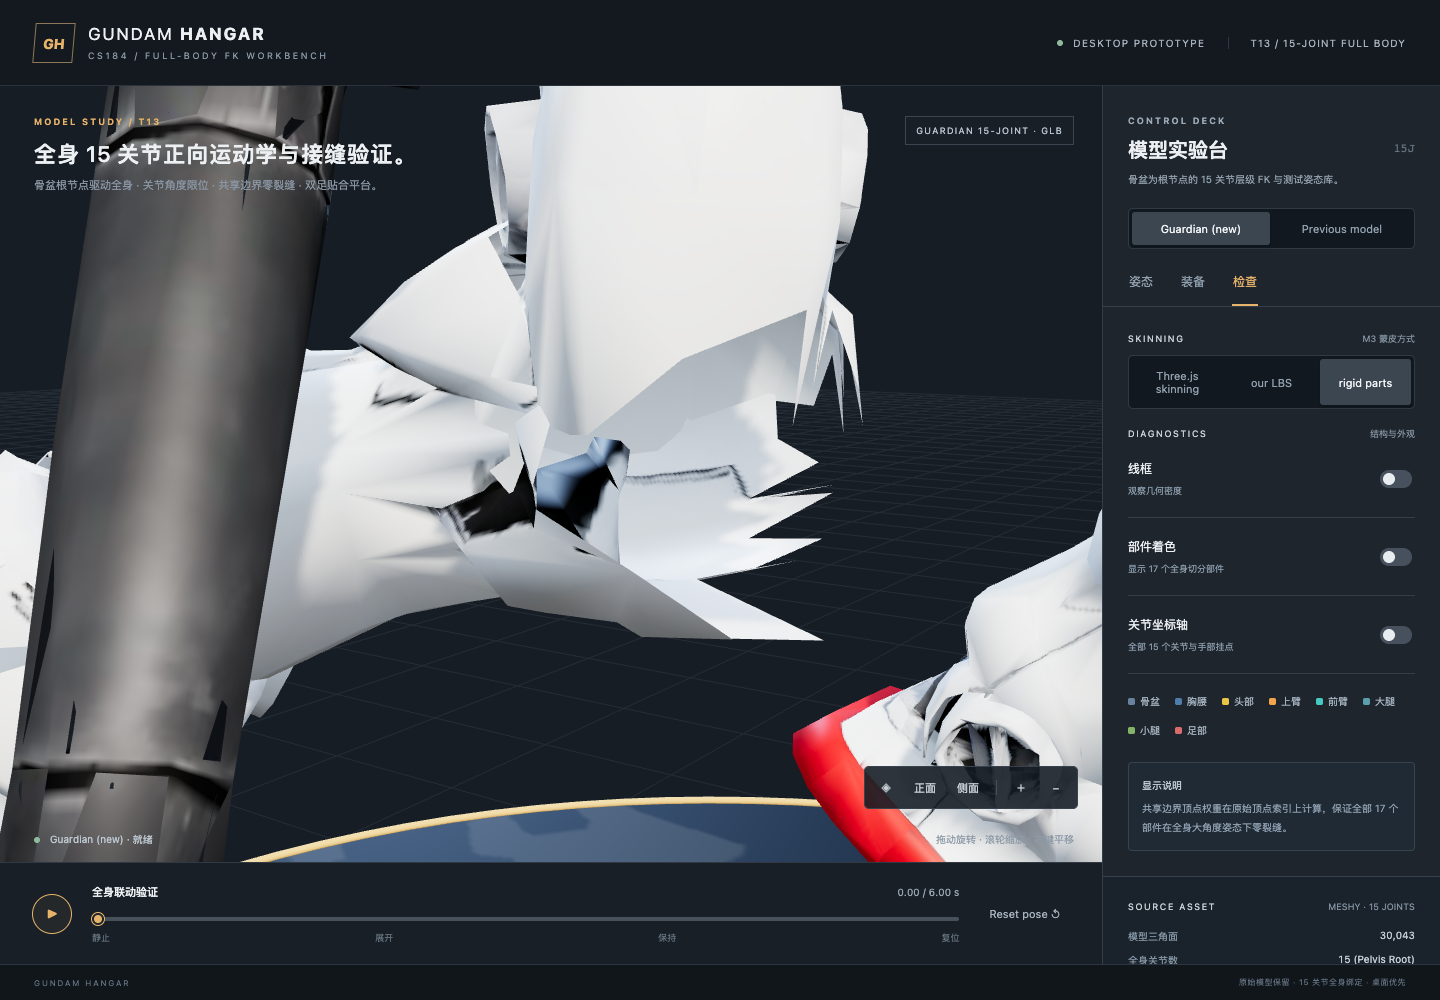 GH
GUNDAM HANGAR
CS184 / FULL-BODY FK WORKBENCH
DESKTOP PROTOTYPE
T13 / 15-JOINT FULL BODY
MODEL STUDY / T13
全身 15 关节正向运动学与接缝验证。
骨盆根节点驱动全身 · 关节角度限位 · 共享边界零裂缝 · 双足贴合平台。
GUARDIAN 15-JOINT · GLB
正面
侧面
+
−
Guardian (new) · 就绪
拖动旋转 · 滚轮缩 平移
全身联动验证
0.00 / 6.00 s
静止
展开
保持
复位
Reset pose
CONTROL DECK
模型实验台
15J
骨盆为根节点的 15 关节层级 FK 与测试姿态库。
Guardian (new)
Previous model
姿态
装备
检查
SKINNING
M3 蒙皮方式
Three.js
skinning
our LBS
rigid parts
DIAGNOSTICS
结构与外观
线框
观察几何密度
部件着色
显示 17 个全身切分部件
关节坐标轴
全部 15 个关节与手部挂点
骨盆
胸腰
头部
上臂
前臂
大腿
小腿
足部
显示说明
共享边界顶点权重在原始顶点索引上计算，保证全部 17 个
部件在全身大角度姿态下零裂缝。
SOURCE ASSET
MESHY · 15 JOINTS
模型三角面
30,043
全身关节数
15 (Pelvis Root)
GUNDAM HANGAR
原始模型保留 · 15 关节全身绑定 · 桌面优先